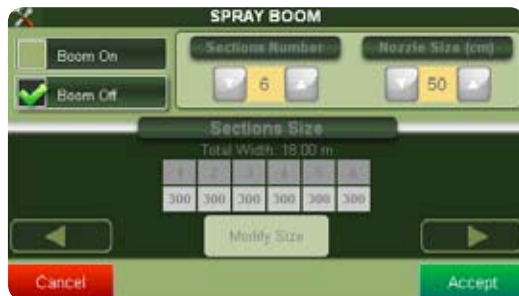 SPRAY BOOM
Boom On
Boom Off
Sections Number
6
Nozzle Size (cm)
50
Sections Size
Total Width: 18.00 m
1 2 3 4 5 6
300 300 300 300 300 300
Modify Size
Cancel
Accept